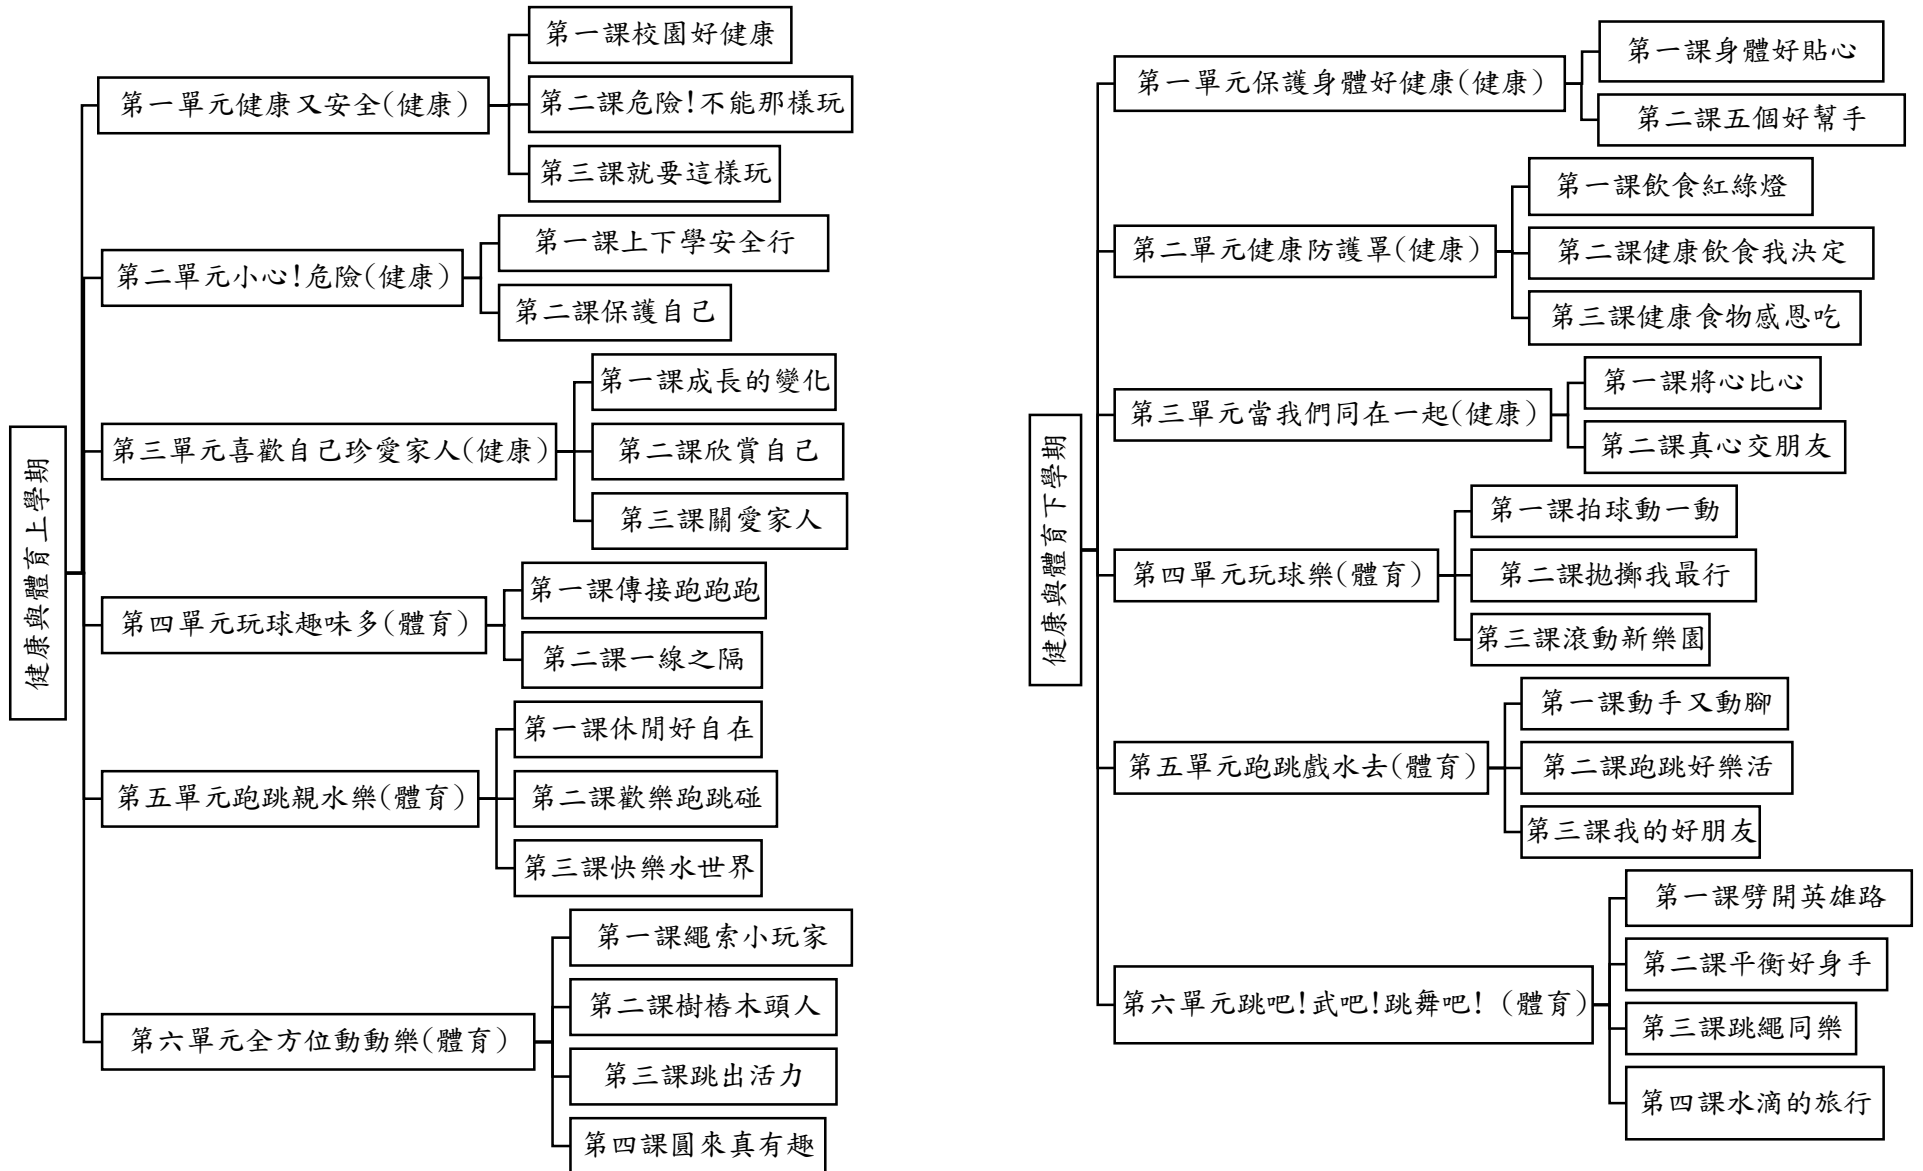 健康與體育上學期
第一單元健康又安全(健康)
第一課校園好健康
第二課危險!不能那樣玩
第三課就要這樣玩
第二單元小心!危險(健康)
第一課上下學安全行
第二課保護自己
第三單元喜歡自己珍愛家人(健康)
第一課成長的變化
第二課欣賞自己
第三課關愛家人
第四單元玩球趣味多(體育)
第一課傳接跑跑跑
第二課一線之隔
第五單元跑跳親水樂(體育)
第一課休閒好自在
第二課歡樂跑跳碰
第三課快樂水世界
第六單元全方位動動樂(體育)
第一課繩索小玩家
第二課樹樁木頭人
第三課跳出活力
第四課圓來真有趣
健康與體育下學期
第一單元保護身體好健康(健康)
第一課身體好貼心
第二課五個好幫手
第二單元健康防護罩(健康)
第一課飲食紅綠燈
第二課健康飲食我決定
第三課健康食物感恩吃
第三單元當我們同在一起(健康)
第一課將心比心
第二課真心交朋友
第四單元玩球樂(體育)
第一課拍球動一動
第二課拋擲我最行
第三課滾動新樂園
第五單元跑跳戲水去(體育)
第一課動手又動腳
第二課跑跳好樂活
第三課我的好朋友
第六單元跳吧!武吧!跳舞吧! (體育)
第一課劈開英雄路
第二課平衡好身手
第三課跳繩同樂
第四課水滴的旅行